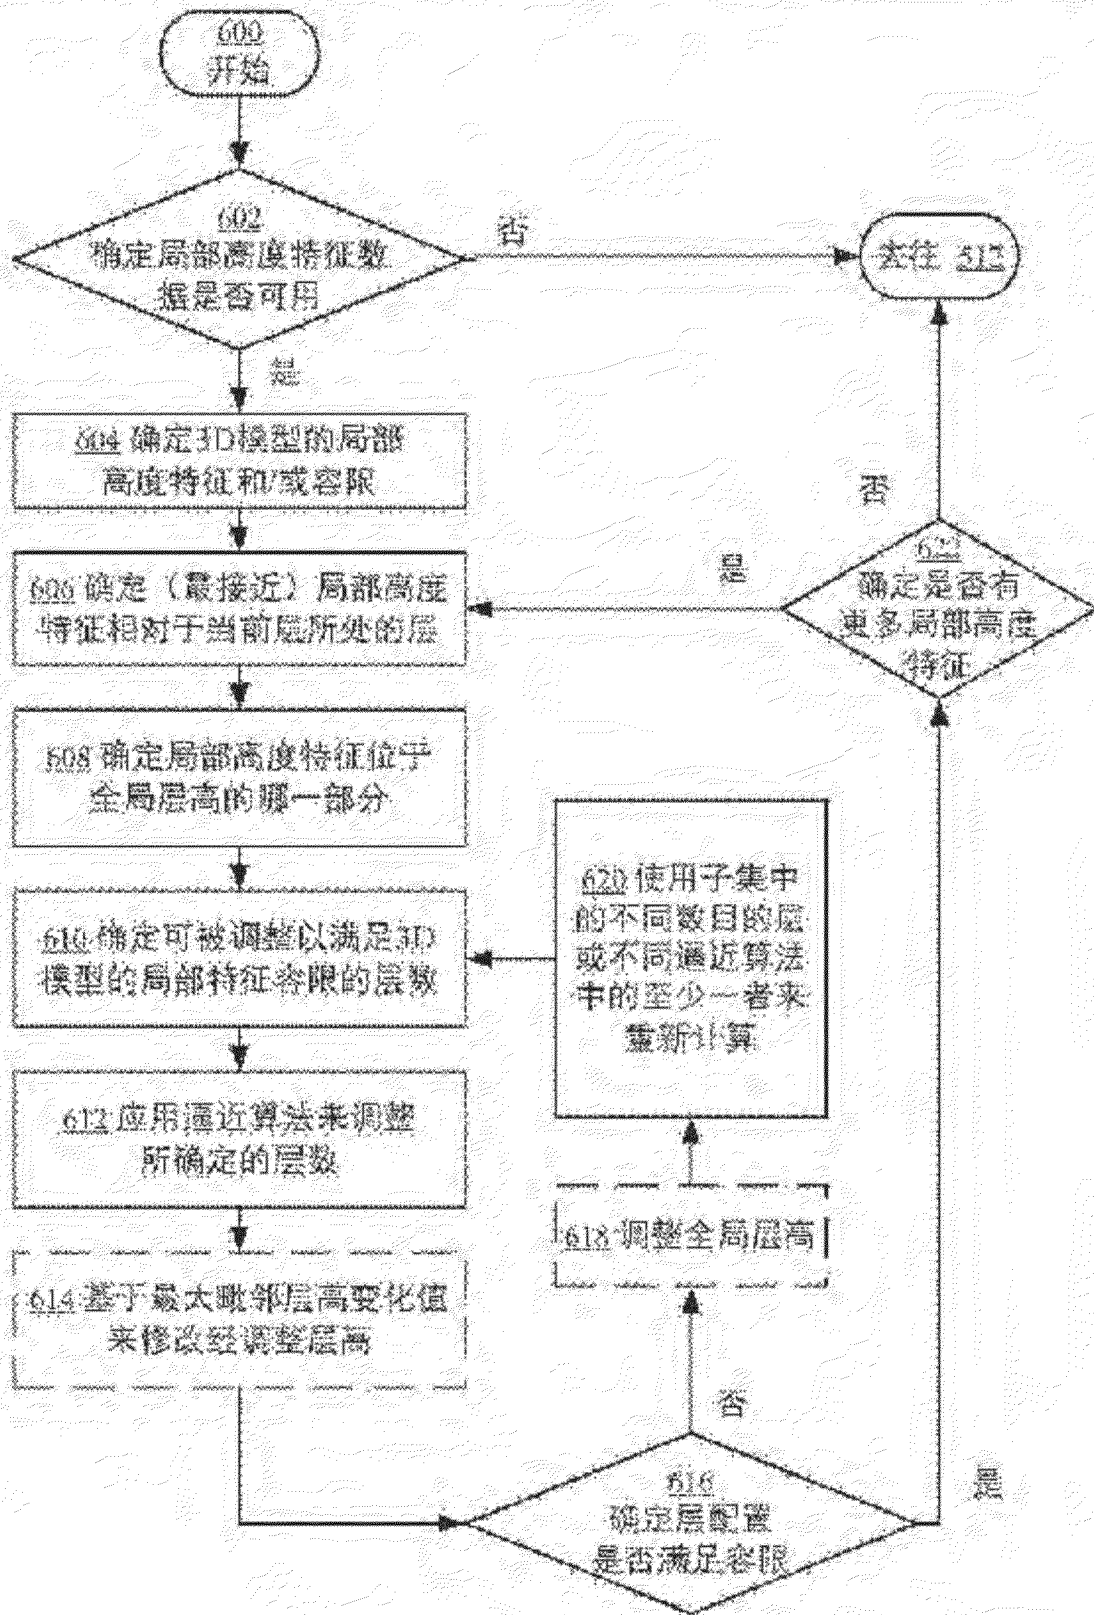 600
开始
602
确定局部高度特征数
据是否可用
否
去往 512
是
604 确定3D模型的局部
高度特征和/或容限
606 确定（最接近）局部高度
特征相对于当前层所处的层
是
否
622
确定是否有
更多局部高度
特征
608 确定局部高度特征位于
全局层高的哪一部分
610 确定可被调整以满足3D
模型的局部特征容限的层数
620 使用子集中
的不同数目的层
或不同逼近算法
中的至少一者来
重新计算
612 应用逼近算法来调整
所确定的层数
618 调整全局层高
614 基于最大毗邻层高变化值
来修改经调整层高
否
616
确定层配置
是否满足容限
是